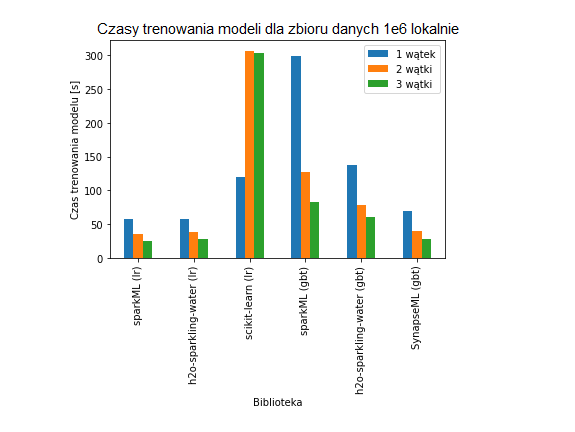 Czasy trenowania modeli dla zbioru danych 1e6 lokalnie
1 wątek
2 wątki
3 wątki
Czas trenowania modelu [s]
300
250
200
150
100
50
0
sparkML (lr)
h2o-sparkling-water (lr)
scikit-learn (lr)
sparkML (gbt)
h2o-sparkling-water (gbt)
SynapseML (gbt)
Biblioteka